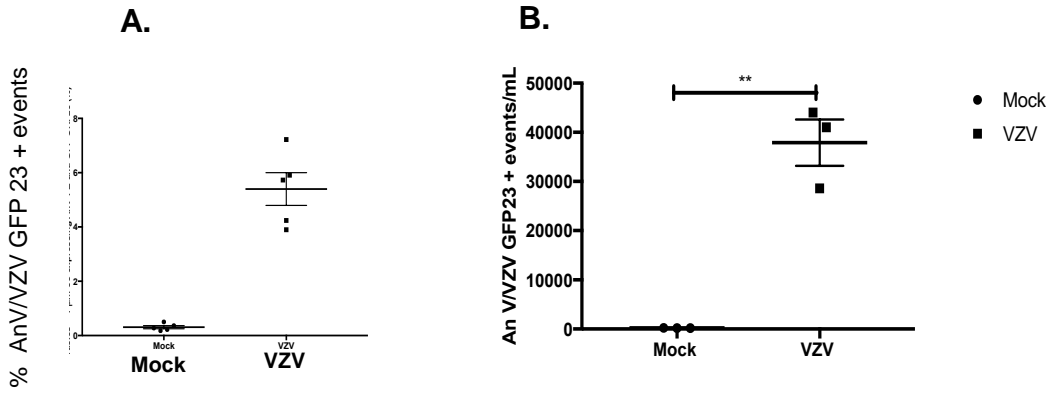 A.
% AnV/VZV GFP 23 + events
8
6
4
2
0
Mock
VZV
Mock
VZV
B.
An V/VZV GFP23 + events/mL
50000
40000
30000
20000
10000
0
**
Mock
VZV
Mock
VZV